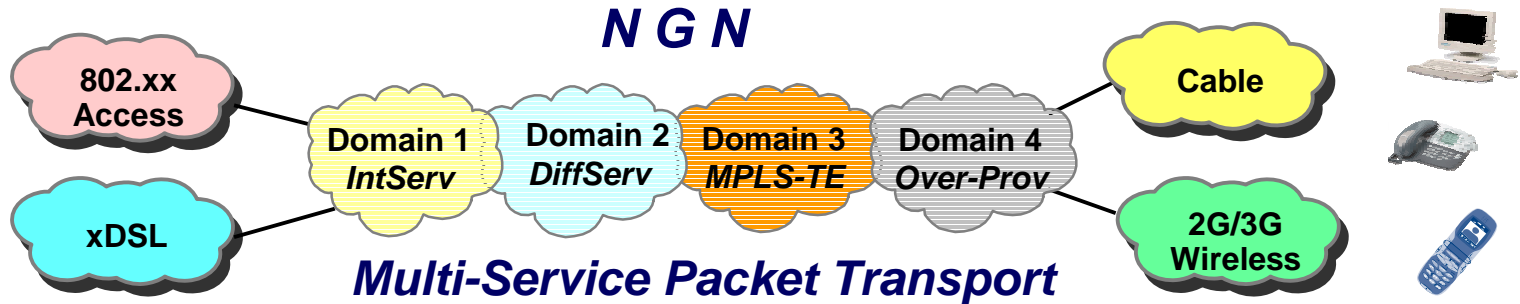 N G N
802.xx
Access
xDSL
Domain 1
IntServ
Domain 2
DiffServ
Domain 3
MPLS-TE
Domain 4
Over-Prov
Cable
2G/3G
Wireless
Multi-Service Packet Transport